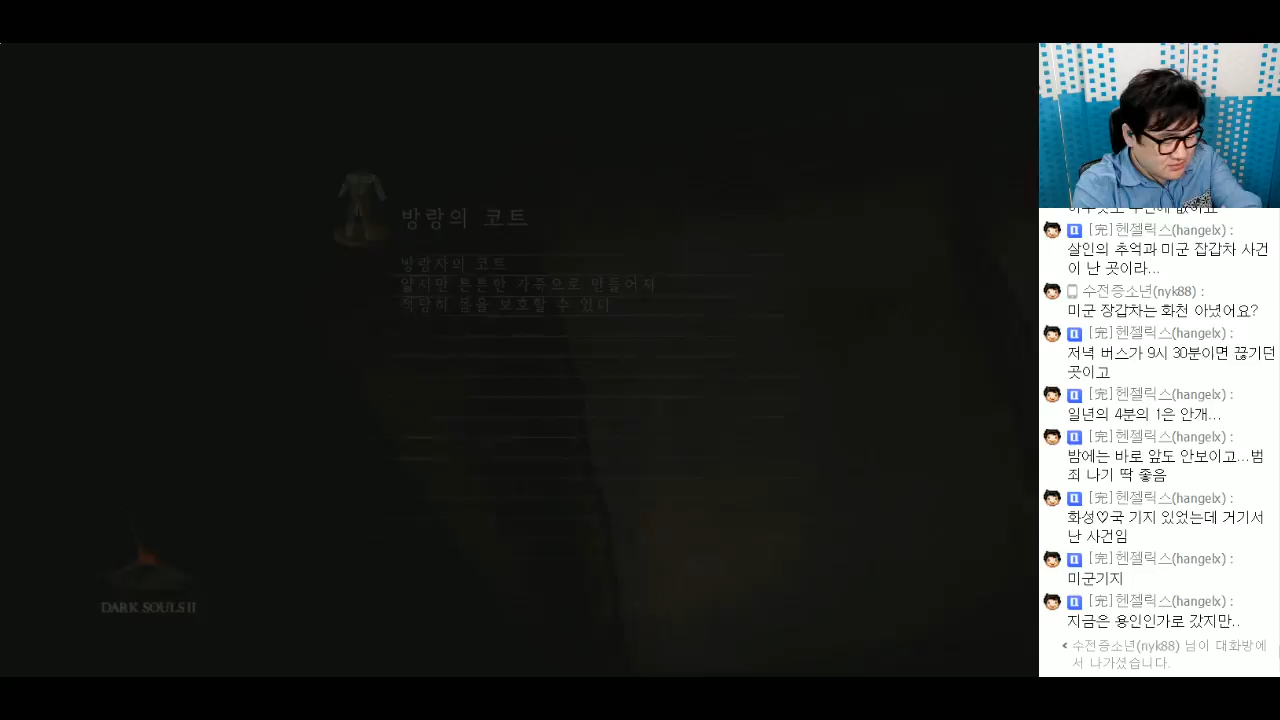 방랑의 코트
방랑자의 코트
얇지만 튼튼한 가죽으로 만들어져
적당히 몸을 보호할 수 있다
DARK SOULS II
[完]헨젤릭스(hangelx) :
살인의 추억과 미군 잡갑차 사건
이 난 곳이라...
수전증소년(nyk88) :
미군 장갑차는 화천 아녔어요?
[完]헨젤릭스(hangelx) :
저녁 버스가 9시 30분이면 끊기던
곳이고
[完]헨젤릭스(hangelx) :
일년의 4분의 1은 안개...
[完]헨젤릭스(hangelx) :
밤에는 바로 앞도 안보이고...범
죄 나기 딱 좋음
[完]헨젤릭스(hangelx) :
화성♡국 기지 있었는데 거기서
난 사건임
[完]헨젤릭스(hangelx) :
미군기지
[完]헨젤릭스(hangelx) :
지금은 용인인가로 갔지만..
수전증소년(nyk88) 님이 대화방에
서 나가셨습니다.